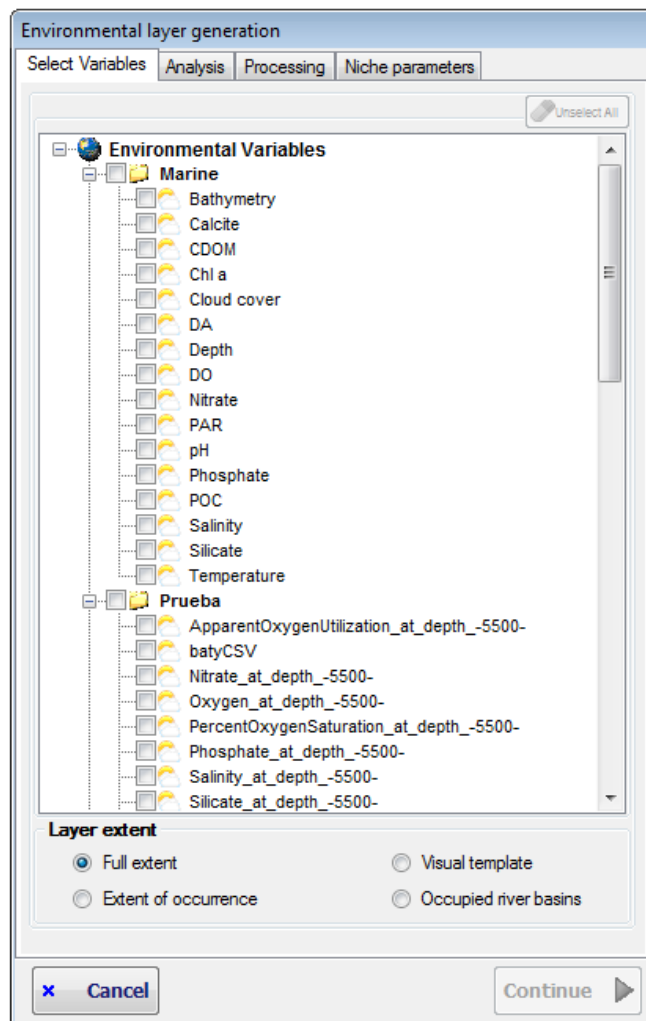 Environmental layer generation
Select Variables Analysis Processing Niche parameters
Unselect All
Environmental Variables
Marine
Bathymetry
Calcite
CDOM
Chl a
Cloud cover
DA
Depth
DO
Nitrate
PAR
pH
Phosphate
POC
Salinity
Silicate
Temperature
Prueba
ApparentOxygenUtilization_at_depth_-5500-
batyCSV
Nitrate_at_depth_-5500-
Oxygen_at_depth_-5500-
PercentOxygenSaturation_at_depth_-5500-
Phosphate_at_depth_-5500-
Salinity_at_depth_-5500-
Silicate_at_depth_-5500-
Layer extent
Full extent Visual template
Extent of occurrence Occupied river basins
Cancel Continue